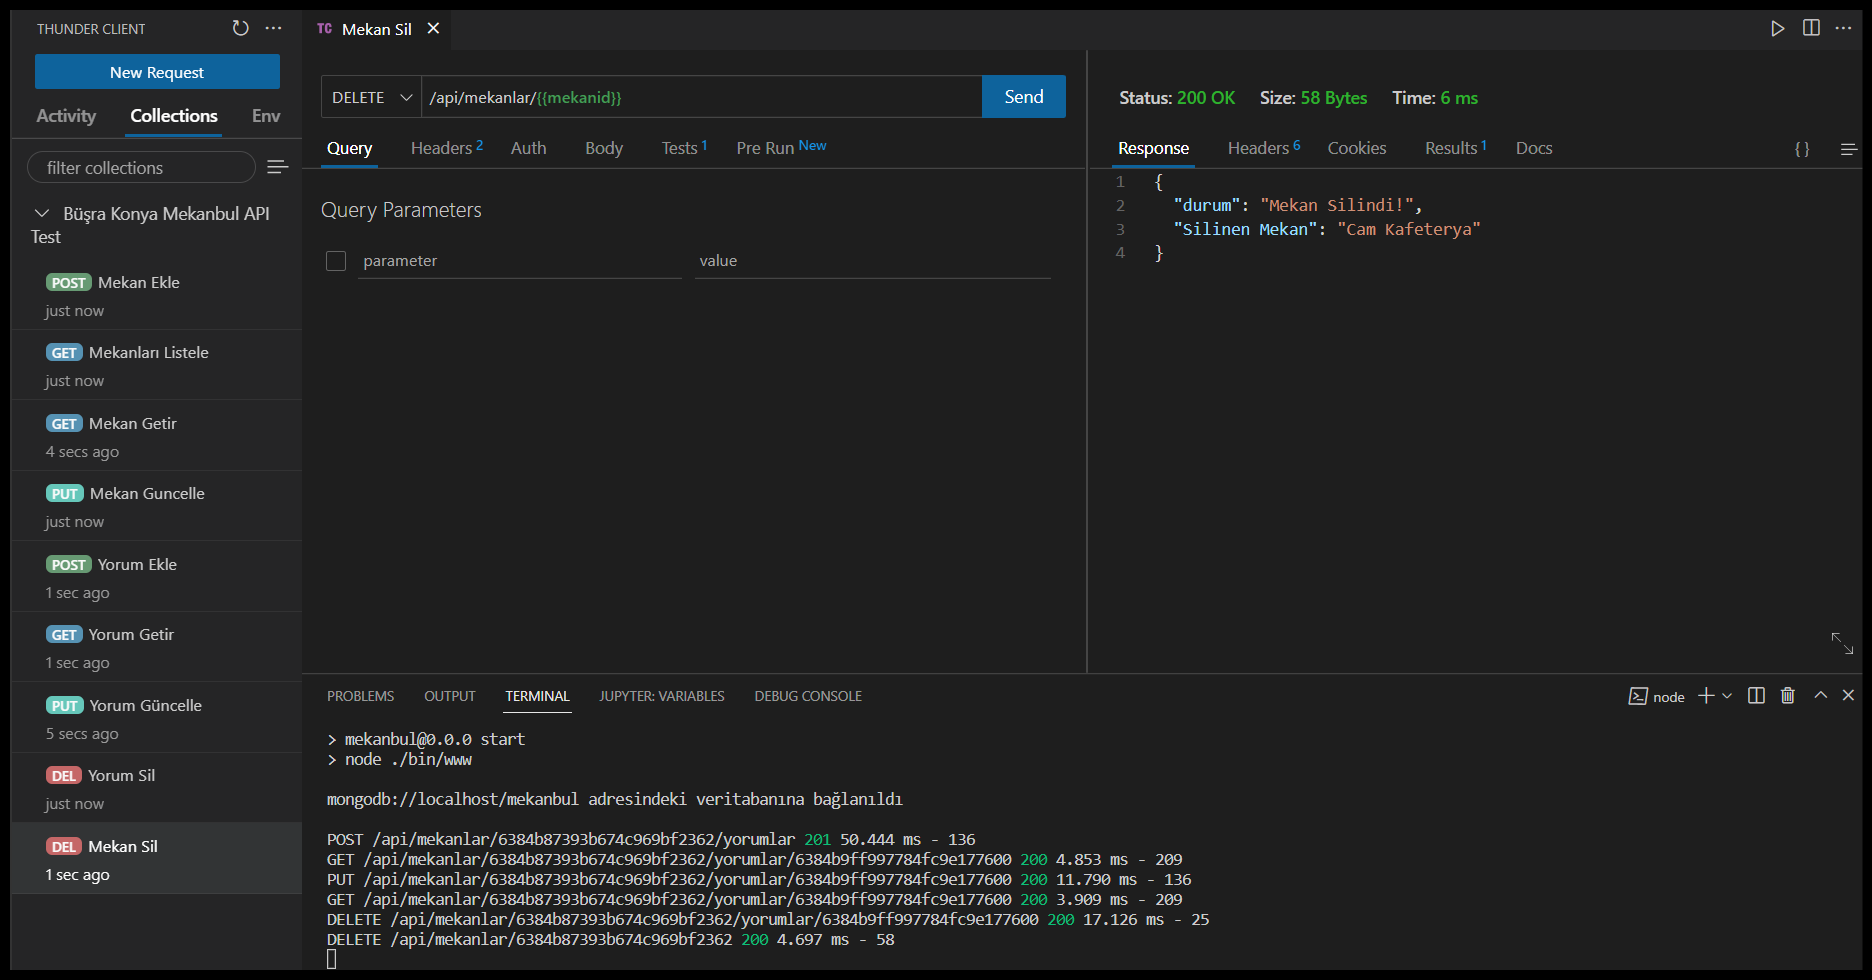 THUNDER CLIENT
New Request
Activity Collections Env
filter collections
Büşra Konya Mekanbul API
Test
POST Mekan Ekle
just now
GET Mekanları Listele
just now
GET Mekan Getir
4 secs ago
PUT Mekan Guncelle
just now
POST Yorum Ekle
1 sec ago
GET Yorum Getir
1 sec ago
PUT Yorum Güncelle
5 secs ago
DEL Yorum Sil
just now
DEL Mekan Sil
1 sec ago
TC Mekan Sil
DELETE /api/mekanlar/{{mekanid}} Send
Query Headers 2 Auth Body Tests 1 Pre Run New
Query Parameters
parameter value
Status: 200 OK Size: 58 Bytes Time: 6 ms
Response Headers 6 Cookies Results 1 Docs {}
1 {
2 "durum": "Mekan Silindi!",
3 "Silinen Mekan": "Cam Kafeterya"
4 }
PROBLEMS OUTPUT TERMINAL JUPYTER: VARIABLES DEBUG CONSOLE node
> mekanbul@0.0.0 start
> node ./bin/www
mongodb://localhost/mekanbul adresindeki veritabanına bağlanıldı
POST /api/mekanlar/6384b87393b674c969bf2362/yorumlar 201 50.444 ms - 136
GET /api/mekanlar/6384b87393b674c969bf2362/yorumlar/6384b9ff997784fc9e177600 200 4.853 ms - 209
PUT /api/mekanlar/6384b87393b674c969bf2362/yorumlar/6384b9ff997784fc9e177600 200 11.790 ms - 136
GET /api/mekanlar/6384b87393b674c969bf2362/yorumlar/6384b9ff997784fc9e177600 200 3.909 ms - 209
DELETE /api/mekanlar/6384b87393b674c969bf2362/yorumlar/6384b9ff997784fc9e177600 200 17.126 ms - 25
DELETE /api/mekanlar/6384b87393b674c969bf2362 200 4.697 ms - 58